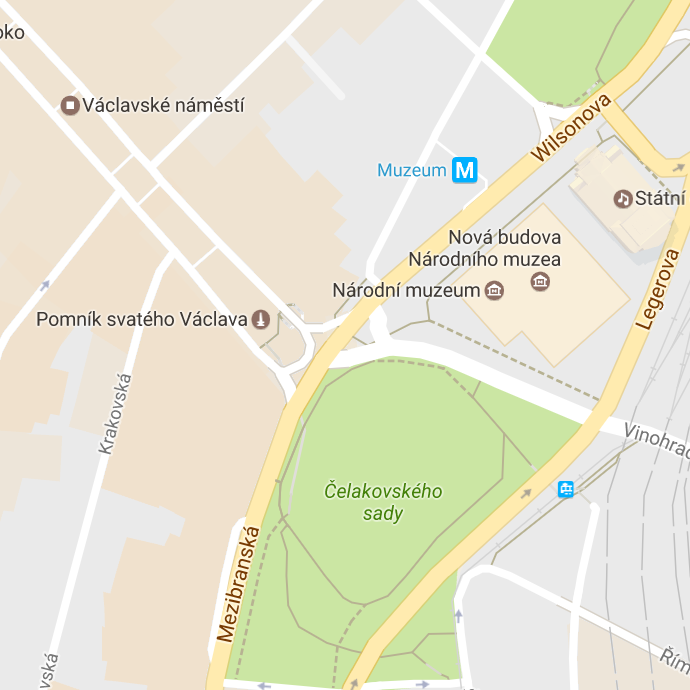 oko
Václavské náměstí
Wilsonova
Muzeum M
Státní
Nová budova
Národního muzea
Národní muzeum
Legerova
Pomník svatého Václava
Krakovská
Vinohrad
Čelakovského
sady
Mezibranská
vská
Řím